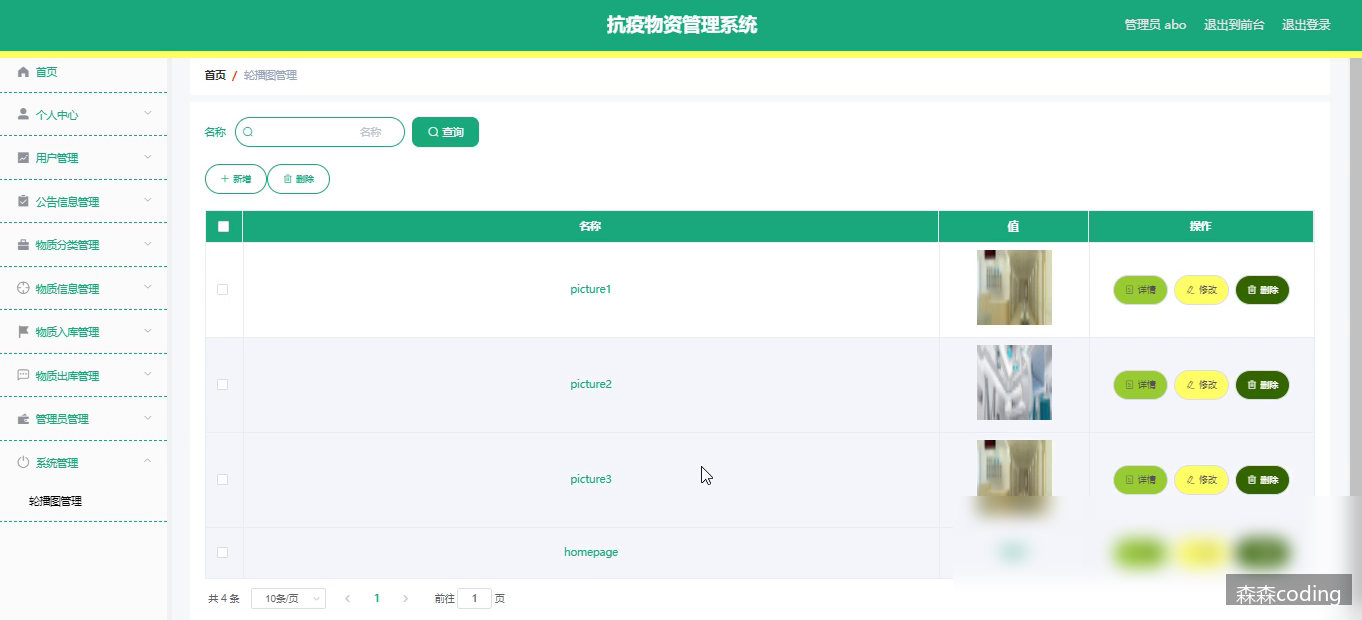 抗疫物资管理系统
管理员 abo 退出到前台 退出登录
首页
个人中心
用户管理
公告信息管理
物质分类管理
物质信息管理
物质入库管理
物质出库管理
管理员管理
系统管理
轮播图管理
首页 / 轮播图管理
名称 名称 查询
+ 新增 删除
名称 值 操作
picture1 详情 修改 删除
picture2 详情 修改 删除
picture3 详情 修改 删除
homepage
共 4 条 10条/页 1 前往 1 页
森森coding